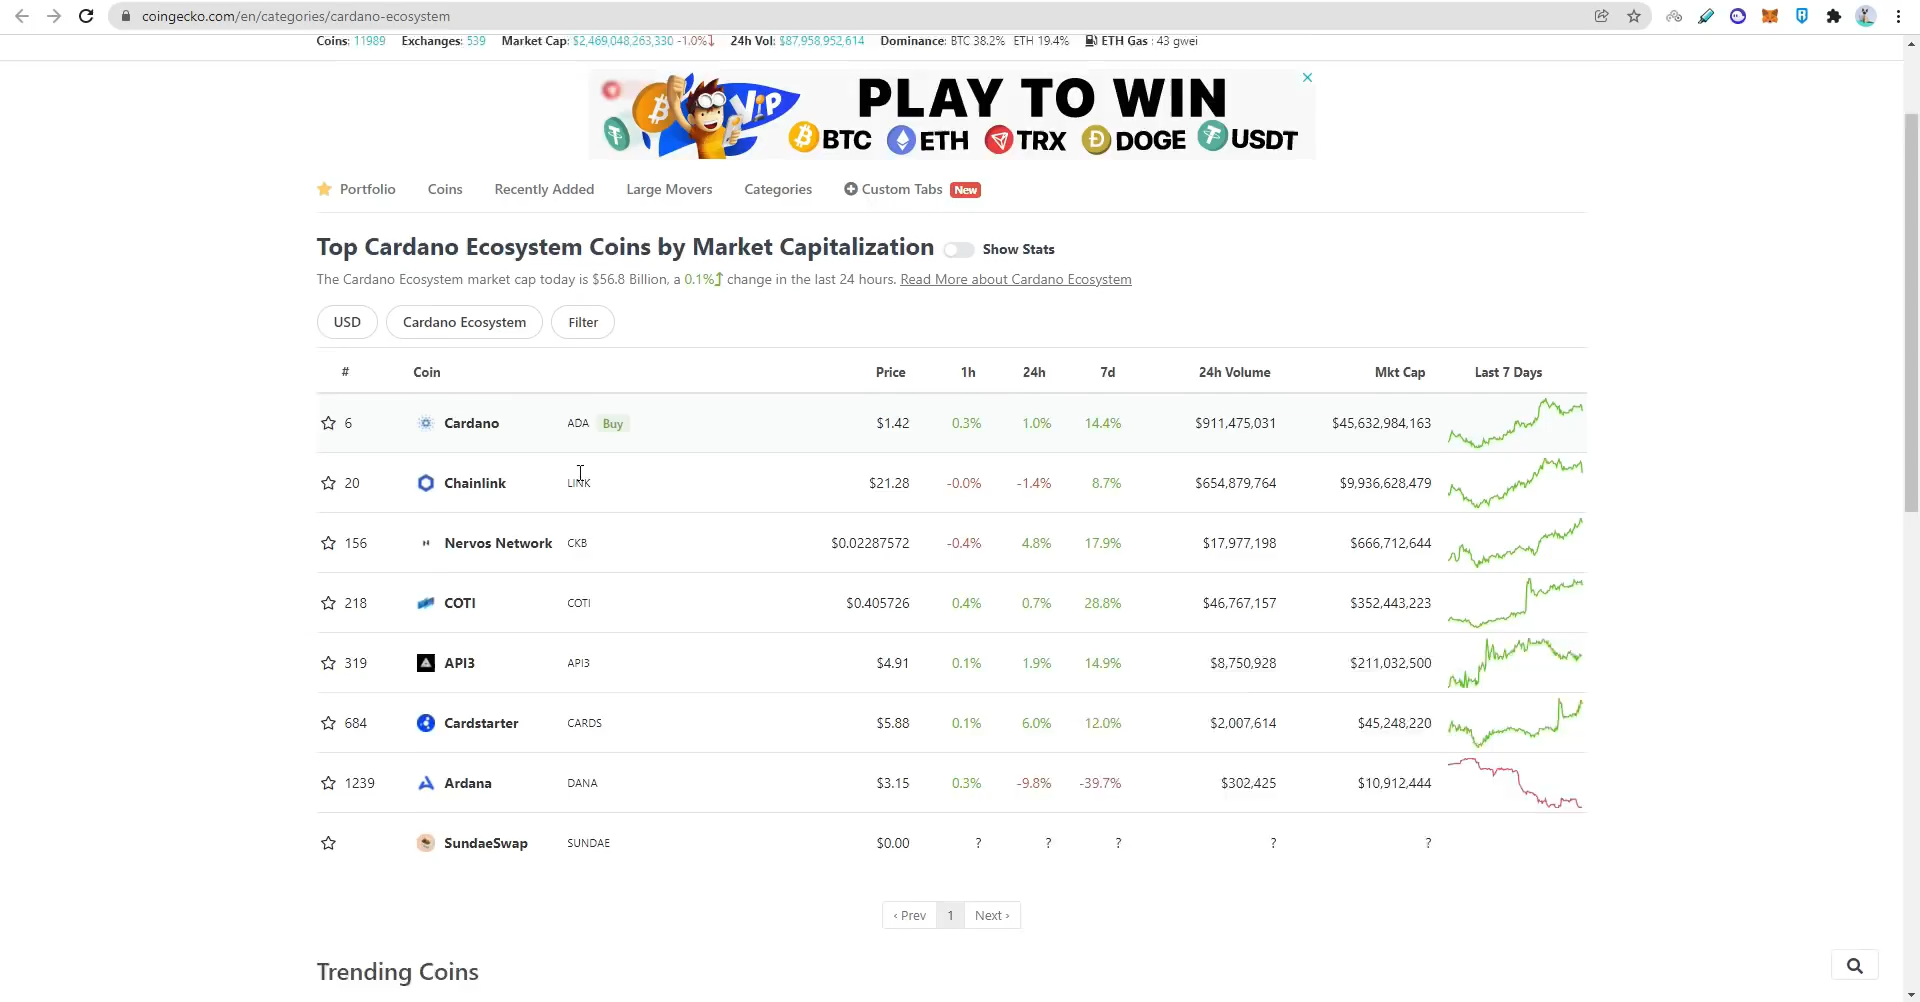 coingecko.com/en/categories/cardano-ecosystem
Coins: 11989 Exchanges: 539 Market Cap: $2,469,048,263,330 -1.0% 24h Vol: $87,958,952,614 Dominance: BTC 38.2% ETH 19.4% ETH Gas : 43 gwei
VIP
PLAY TO WIN
BTC ETH TRX DOGE USDT
Portfolio Coins Recently Added Large Movers Categories Custom Tabs New
Top Cardano Ecosystem Coins by Market Capitalization Show Stats
The Cardano Ecosystem market cap today is $56.8 Billion, a 0.1% change in the last 24 hours. Read More about Cardano Ecosystem
USD Cardano Ecosystem Filter
# Coin Price 1h 24h 7d 24h Volume Mkt Cap Last 7 Days
6 Cardano ADA Buy $1.42 0.3% 1.0% 14.4% $911,475,031 $45,632,984,163
20 Chainlink LINK $21.28 -0.0% -1.4% 8.7% $654,879,764 $9,936,628,479
156 Nervos Network CKB $0.02287572 -0.4% 4.8% 17.9% $17,977,198 $666,712,644
218 COTI COTI $0.405726 0.4% 0.7% 28.8% $46,767,157 $352,443,223
319 API3 API3 $4.91 0.1% 1.9% 14.9% $8,750,928 $211,032,500
684 Cardstarter CARDS $5.88 0.1% 6.0% 12.0% $2,007,614 $45,248,220
1239 Ardana DANA $3.15 0.3% -9.8% -39.7% $302,425 $10,912,444
SundaeSwap SUNDAE $0.00 ? ? ? ? ?
‹ Prev 1 Next ›
Trending Coins